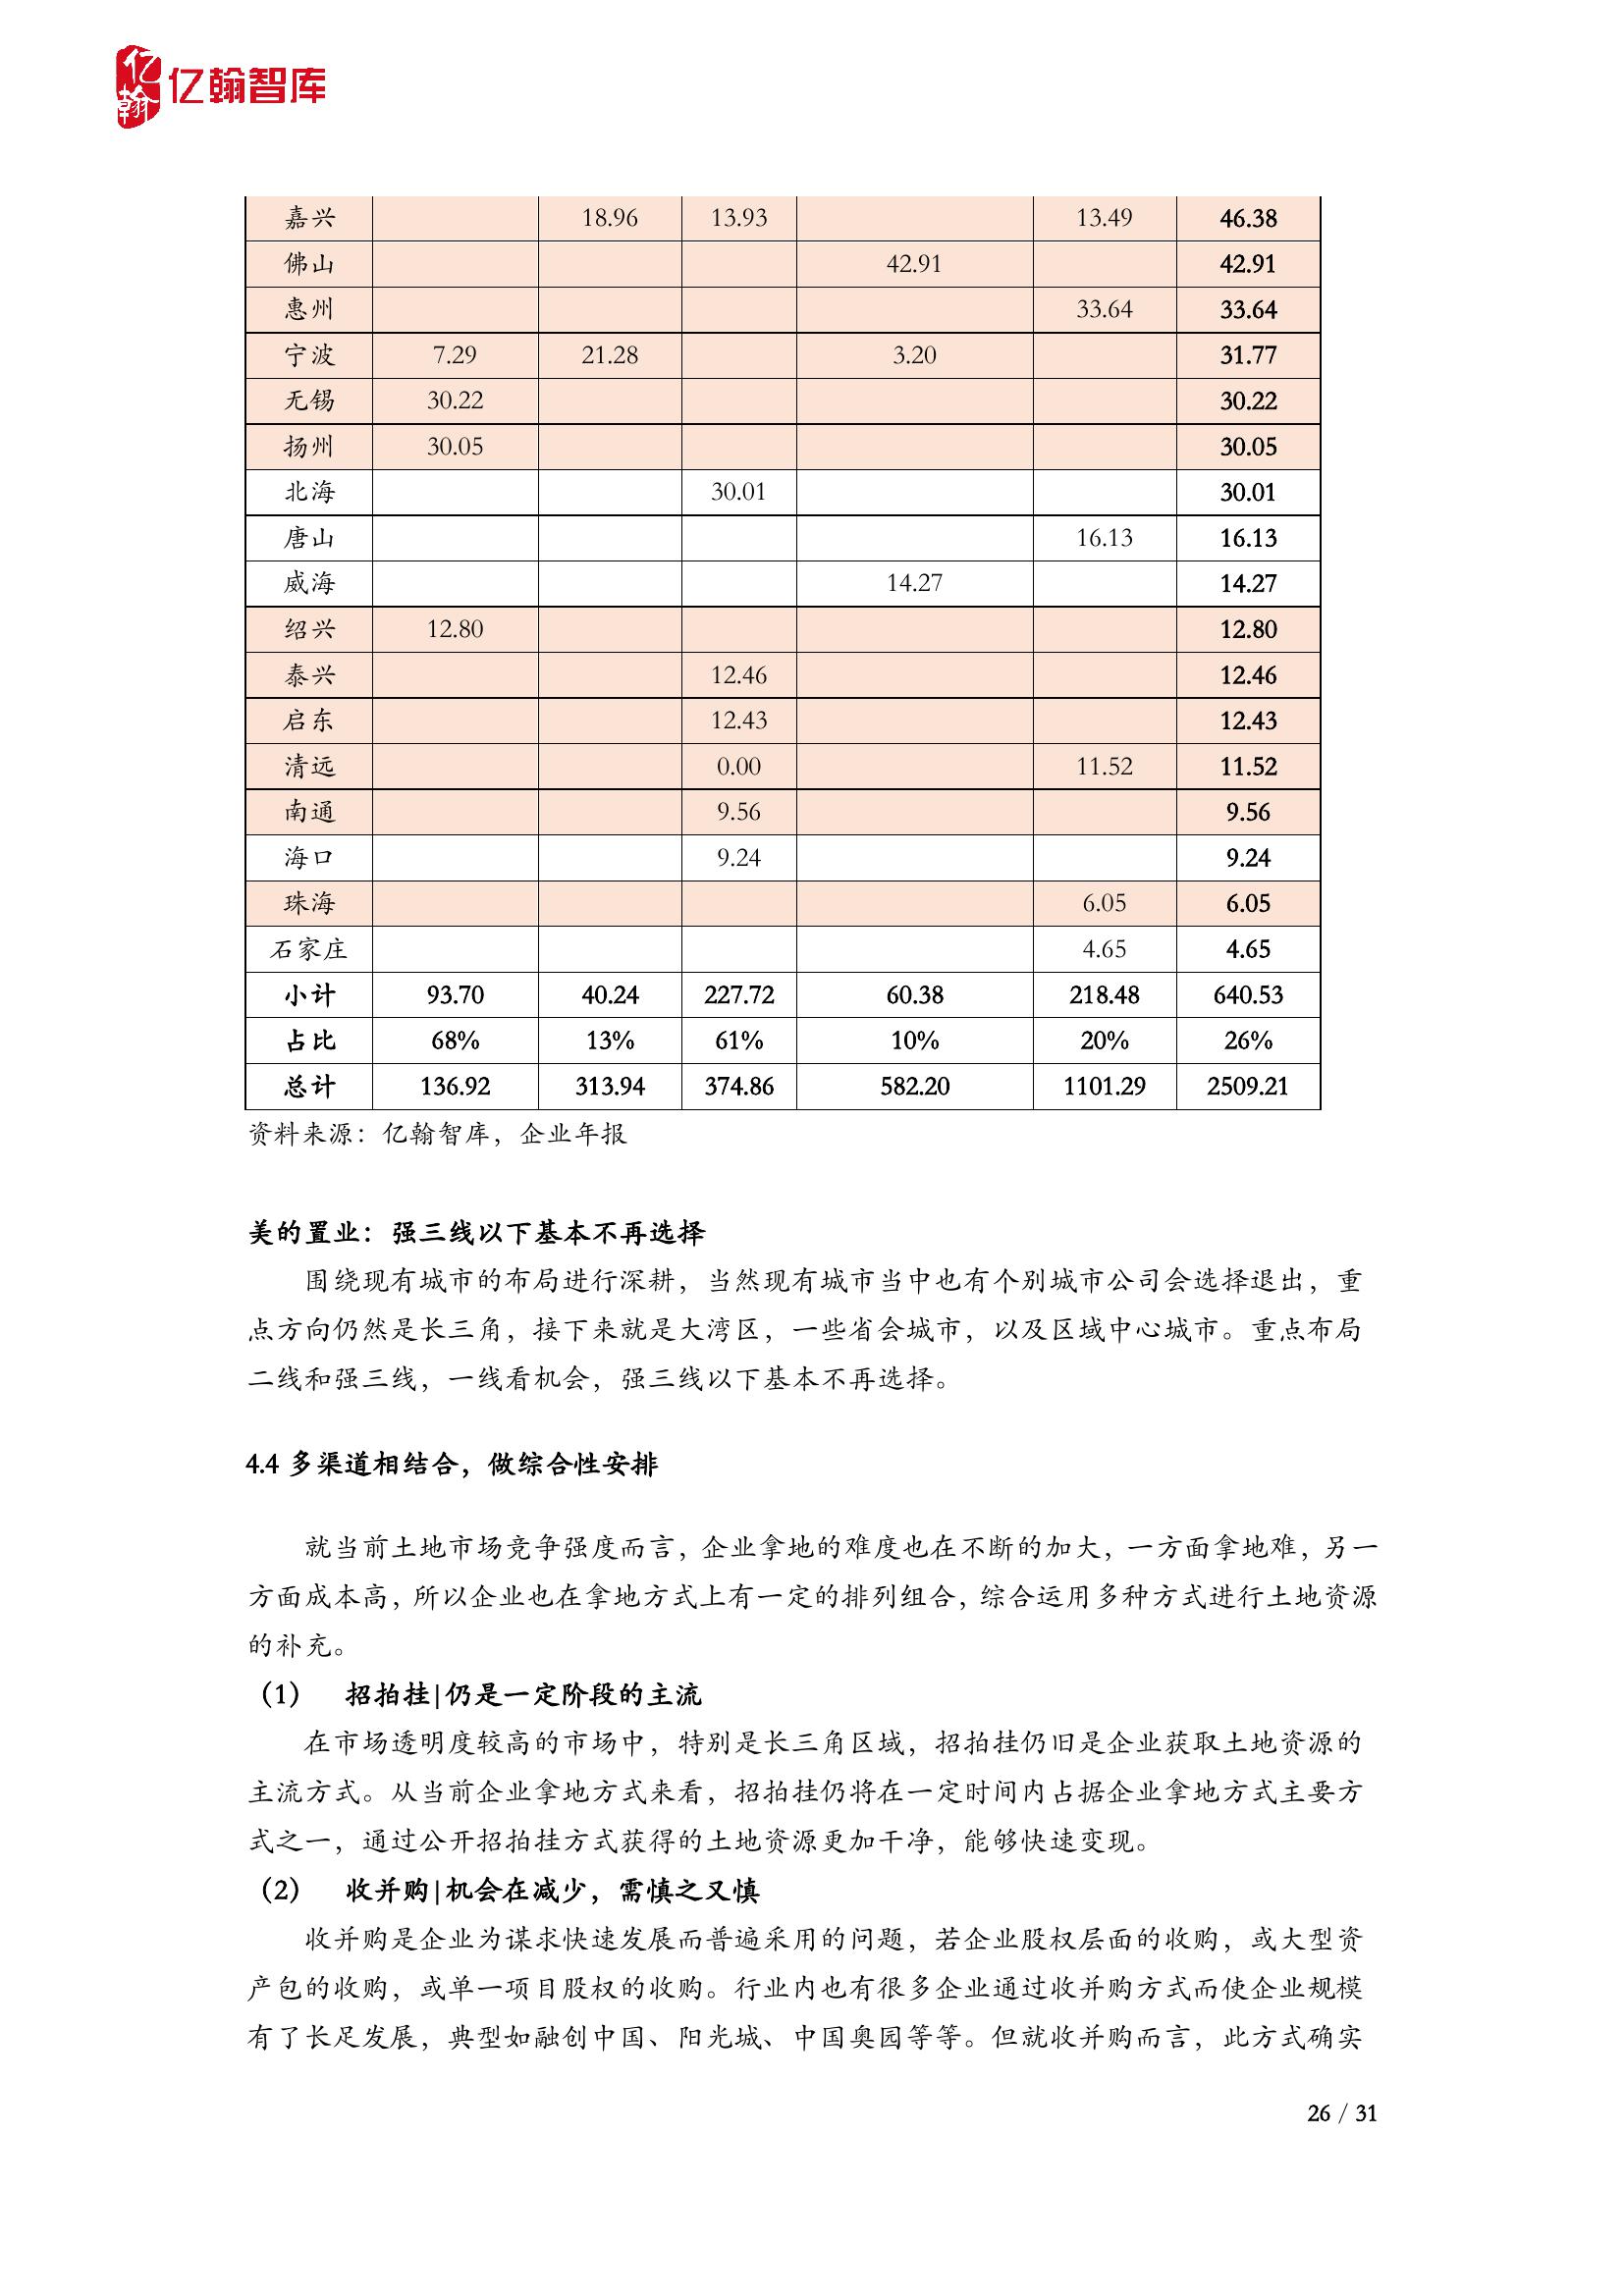 亿翰
亿翰智库
嘉兴 18.96 13.93 13.49 46.38
佛山 42.91 42.91
惠州 33.64 33.64
宁波 7.29 21.28 3.20 31.77
无锡 30.22 30.22
扬州 30.05 30.05
北海 30.01 30.01
唐山 16.13 16.13
威海 14.27 14.27
绍兴 12.80 12.80
泰兴 12.46 12.46
启东 12.43 12.43
清远 0.00 11.52 11.52
南通 9.56 9.56
海口 9.24 9.24
珠海 6.05 6.05
石家庄 4.65 4.65
小计 93.70 40.24 227.72 60.38 218.48 640.53
占比 68% 13% 61% 10% 20% 26%
总计 136.92 313.94 374.86 582.20 1101.29 2509.21
资料来源：亿翰智库，企业年报
美的置业：强三线以下基本不再选择
围绕现有城市的布局进行深耕，当然现有城市当中也有个别城市公司会选择退出，重
点方向仍然是长三角，接下来就是大湾区，一些省会城市，以及区域中心城市。重点布局
二线和强三线，一线看机会，强三线以下基本不再选择。
4.4 多渠道相结合，做综合性安排
就当前土地市场竞争强度而言，企业拿地的难度也在不断的加大，一方面拿地难，另一
方面成本高，所以企业也在拿地方式上有一定的排列组合，综合运用多种方式进行土地资源
的补充。
（1） 招拍挂|仍是一定阶段的主流
在市场透明度较高的市场中，特别是长三角区域，招拍挂仍旧是企业获取土地资源的
主流方式。从当前企业拿地方式来看，招拍挂仍将在一定时间内占据企业拿地方式主要方
式之一，通过公开招拍挂方式获得的土地资源更加干净，能够快速变现。
（2） 收并购|机会在减少，需慎之又慎
收并购是企业为谋求快速发展而普遍采用的问题，若企业股权层面的收购，或大型资
产包的收购，或单一项目股权的收购。行业内也有很多企业通过收并购方式而使企业规模
有了长足发展，典型如融创中国、阳光城、中国奥园等等。但就收并购而言，此方式确实
26 / 31